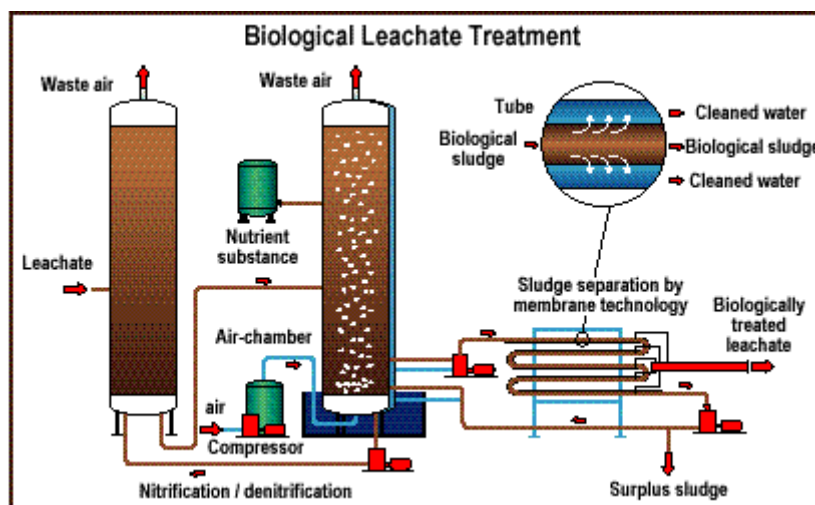 Biological Leachate Treatment
Waste air
Waste air
Tube
Cleaned water
Biological
sludge
Biological sludge
Cleaned water
Nutrient
substance
Leachate
Sludge separation by
membrane technology
Biologically
treated
leachate
Air-chamber
air
Compressor
Nitrification / denitrification
Surplus sludge